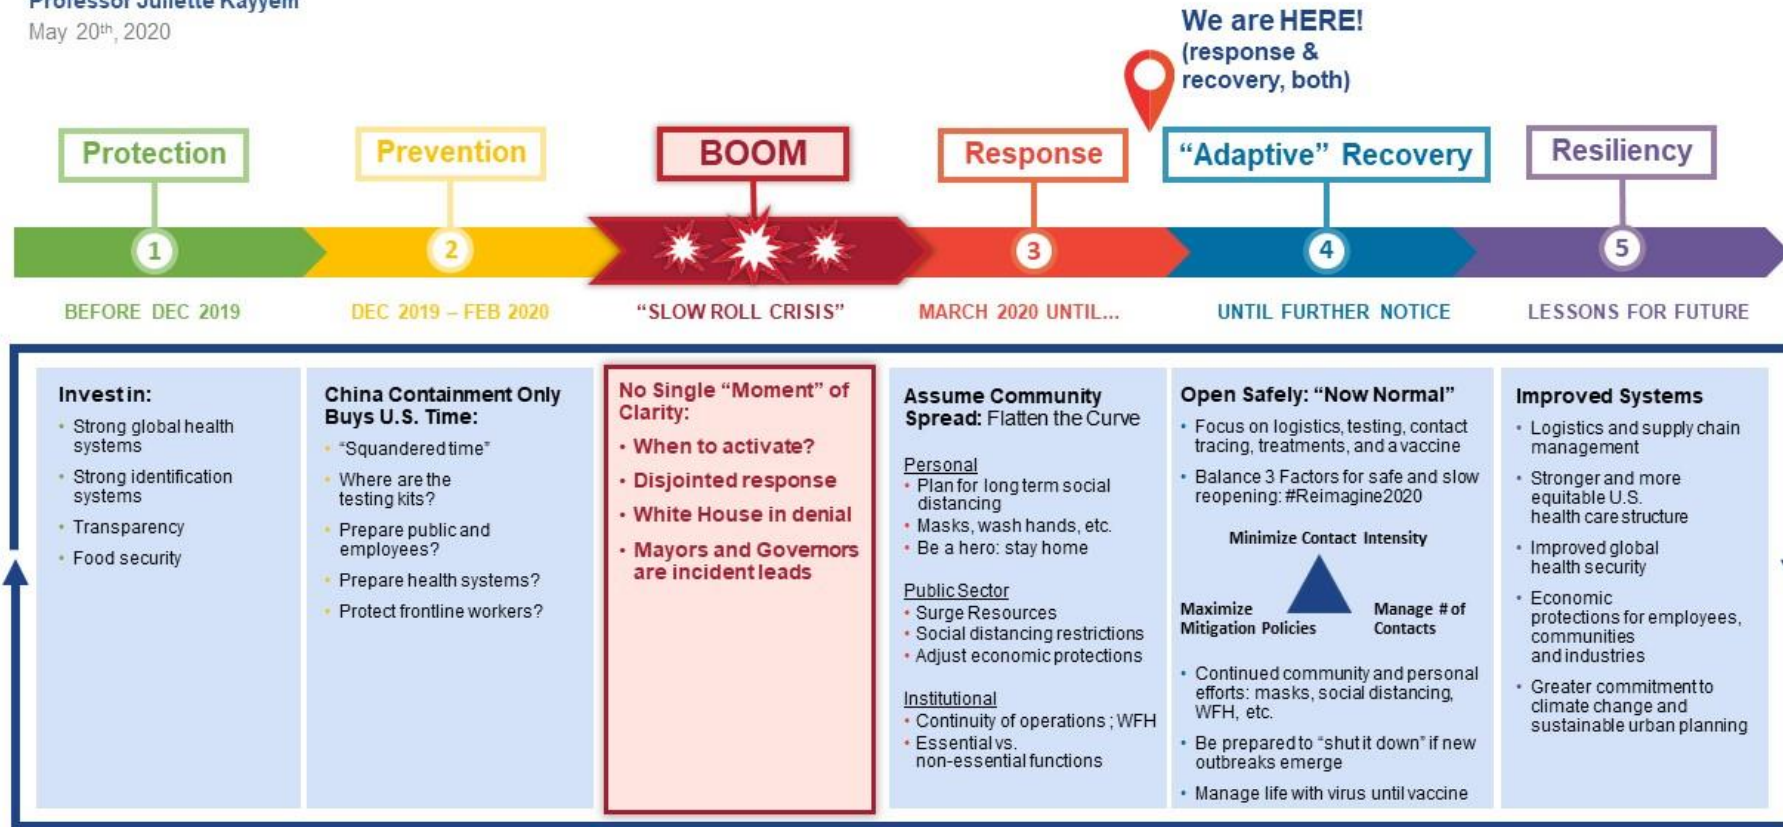 Professor Juliette Kayyem
May 20th, 2020
We are HERE!
(response &
recovery, both)
Protection
Prevention
BOOM
Response
“Adaptive” Recovery
Resiliency
1
2
3
4
5
BEFORE DEC 2019
DEC 2019 – FEB 2020
“SLOW ROLL CRISIS”
MARCH 2020 UNTIL...
UNTIL FURTHER NOTICE
LESSONS FOR FUTURE
Invest in:
• Strong global health
systems
• Strong identification
systems
• Transparency
• Food security
China Containment Only
Buys U.S. Time:
• “Squandered time”
• Where are the
testing kits?
• Prepare public and
employees?
• Prepare health systems?
• Protect frontline workers?
No Single “Moment” of
Clarity:
• When to activate?
• Disjointed response
• White House in denial
• Mayors and Governors
are incident leads
Assume Community
Spread: Flatten the Curve
Personal
• Plan for long term social
distancing
• Masks, wash hands, etc.
• Be a hero: stay home
Public Sector
• Surge Resources
• Social distancing restrictions
• Adjust economic protections
Institutional
• Continuity of operations ; WFH
• Essential vs.
non-essential functions
Open Safely: “Now Normal”
• Focus on logistics, testing, contact
tracing, treatments, and a vaccine
• Balance 3 Factors for safe and slow
reopening: #Reimagine2020
Minimize Contact Intensity
Maximize
Mitigation Policies
Manage # of
Contacts
• Continued community and personal
efforts: masks, social distancing,
WFH, etc.
• Be prepared to “shut it down” if new
outbreaks emerge
• Manage life with virus until vaccine
Improved Systems
• Logistics and supply chain
management
• Stronger and more
equitable U.S.
health care structure
• Improved global
health security
• Economic
protections for employees,
communities
and industries
• Greater commitment to
climate change and
sustainable urban planning